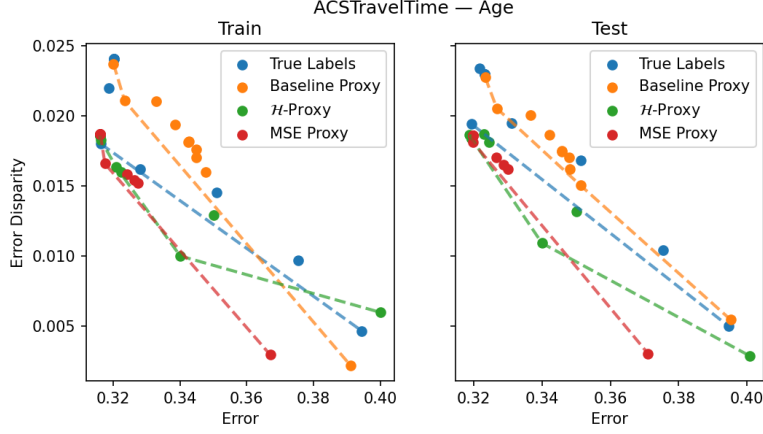 ACSTravelTime — Age
Train
Test
True Labels
Baseline Proxy
ℋ-Proxy
MSE Proxy
True Labels
Baseline Proxy
ℋ-Proxy
MSE Proxy
Error Disparity
0.025
0.020
0.015
0.010
0.005
0.32 0.34 0.36 0.38 0.40
0.32 0.34 0.36 0.38 0.40
Error
Error